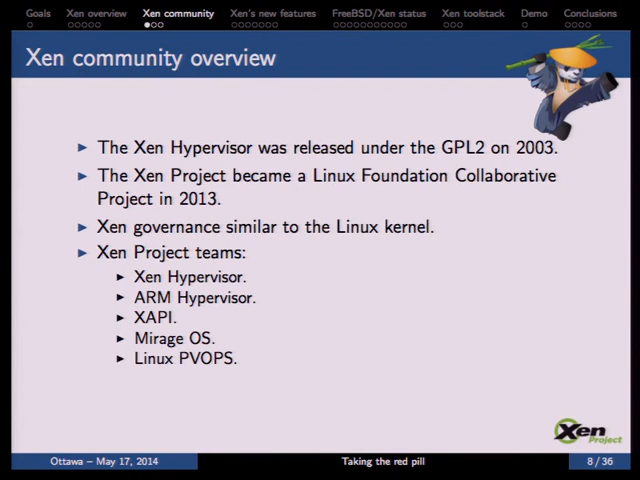 Goals Xen overview Xen community Xen's new features FreeBSD/Xen status Xen toolstack Demo Conclusions
Xen community overview
The Xen Hypervisor was released under the GPL2 on 2003.
The Xen Project became a Linux Foundation Collaborative
Project in 2013.
Xen governance similar to the Linux kernel.
Xen Project teams:
Xen Hypervisor.
ARM Hypervisor.
XAPI.
Mirage OS.
Linux PVOPS.
Xen
Project
Ottawa – May 17, 2014 Taking the red pill 8 / 36